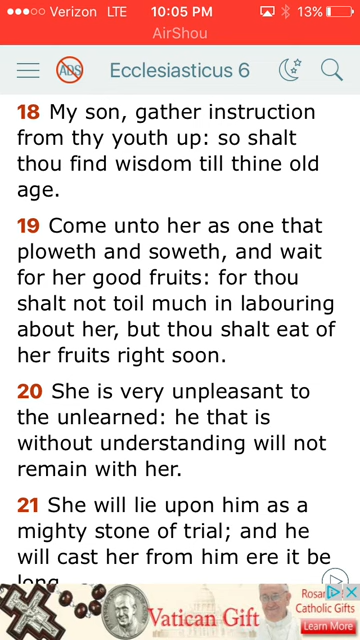 Verizon LTE 10:05 PM 13%
AirShou
ADS Ecclesiasticus 6
18 My son, gather instruction
from thy youth up: so shalt
thou find wisdom till thine old
age.
19 Come unto her as one that
ploweth and soweth, and wait
for her good fruits: for thou
shalt not toil much in labouring
about her, but thou shalt eat of
her fruits right soon.
20 She is very unpleasant to
the unlearned: he that is
without understanding will not
remain with her.
21 She will lie upon him as a
mighty stone of trial; and he
will cast her from him ere it be
long.
Vatican Gift
Rosar
Catholic Gifts
Learn More